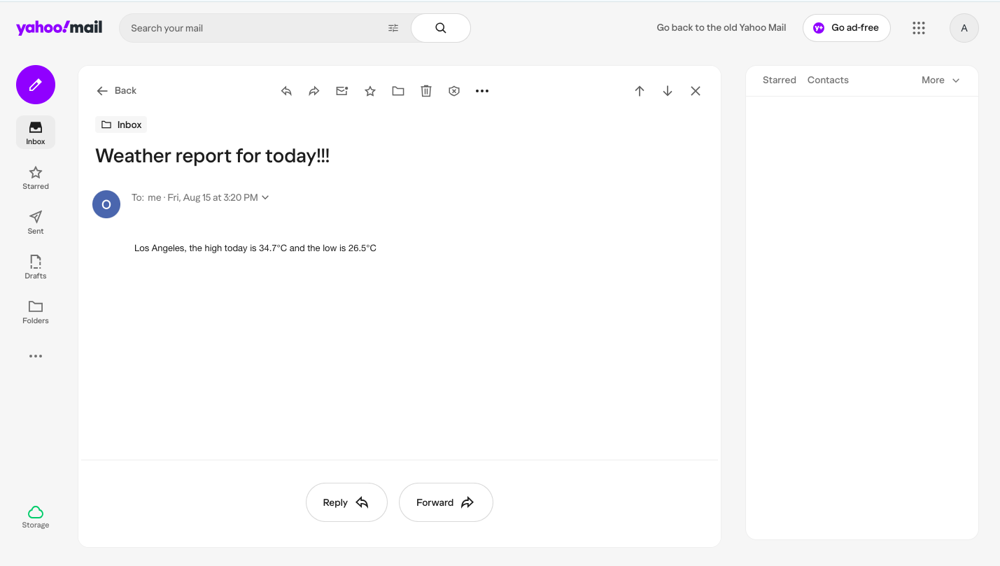 yahoo!mail
Search your mail
Go back to the old Yahoo Mail
y+ Go ad-free
A
Back
Starred Contacts More
Inbox
Inbox
Weather report for today!!!
Starred
O
To: me · Fri, Aug 15 at 3:20 PM
Sent
Los Angeles, the high today is 34.7°C and the low is 26.5°C
Drafts
Folders
Reply
Forward
Storage